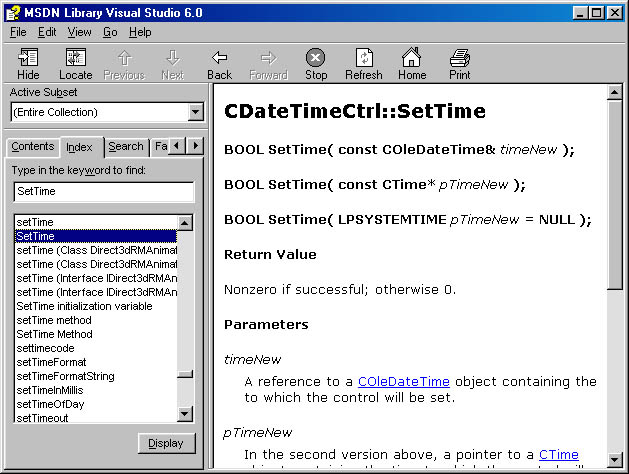 MSDN Library Visual Studio 6.0
File Edit View Go Help
Hide Locate Previous Next Back Forward Stop Refresh Home Print
Active Subset
(Entire Collection)
Contents Index Search Fa
Type in the keyword to find:
SetTime
setTime
SetTime
setTime (Class Direct3dRMAnimat
setTime (Class Direct3dRMAnimat
setTime (Interface IDirect3dRMAn
setTime (Interface IDirect3dRMAn
SetTime initialization variable
setTime method
SetTime Method
settimecode
setTimeFormat
setTimeFormatString
setTimeInMillis
setTimeOfDay
setTimeout
Display
CDateTimeCtrl::SetTime
BOOL SetTime( const COleDateTime& timeNew );
BOOL SetTime( const CTime* pTimeNew );
BOOL SetTime( LPSYSTEMTIME pTimeNew = NULL );
Return Value
Nonzero if successful; otherwise 0.
Parameters
timeNew
A reference to a COleDateTime object containing the
to which the control will be set.
pTimeNew
In the second version above, a pointer to a CTime